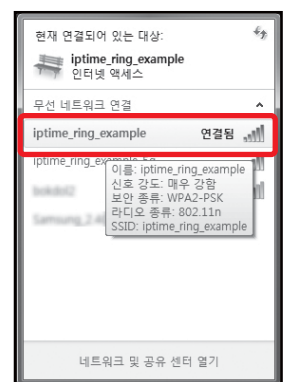 현재 연결되어 있는 대상:
iptime_ring_example
인터넷 액세스
무선 네트워크 연결
iptime_ring_example 연결됨
iptime_ring_example
이름: iptime_ring_example
신호 강도: 매우 강함
보안 종류: WPA2-PSK
라디오 종류: 802.11n
SSID: iptime_ring_example
네트워크 및 공유 센터 열기